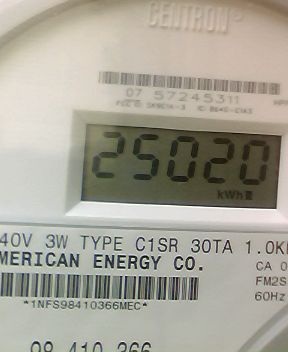 CENTRON®
07 57245311
25020
kWh
40V 3W TYPE C1SR 30TA 1.0K
MERICAN ENERGY CO.
CA 0
FM2S
60Hz
*1NFS98410366MEC*
98 410 366